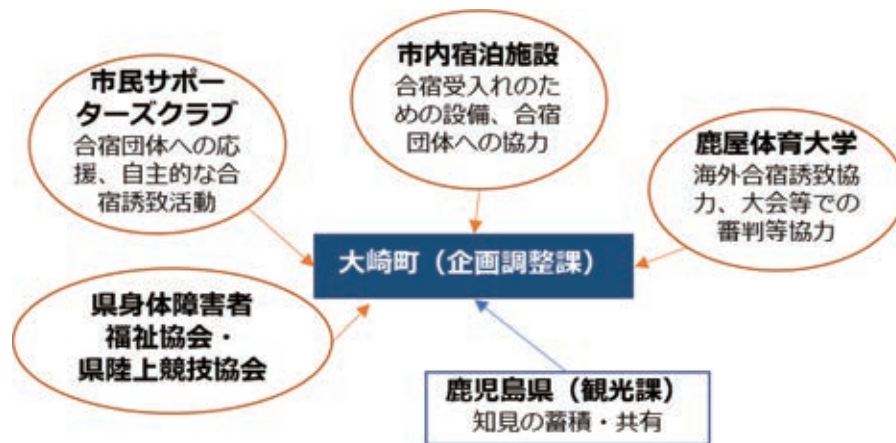 市民サポー
ターズクラブ
合宿団体への応
援、自主的な合
宿誘致活動
市内宿泊施設
合宿受入れのた
めの設備、合宿
団体への協力
鹿屋体育大学
海外合宿誘致協
力、大会等での
審判等協力
大崎町（企画調整課）
県身体障害者
福祉協会・
県陸上競技協会
鹿児島県（観光課）
知見の蓄積・共有